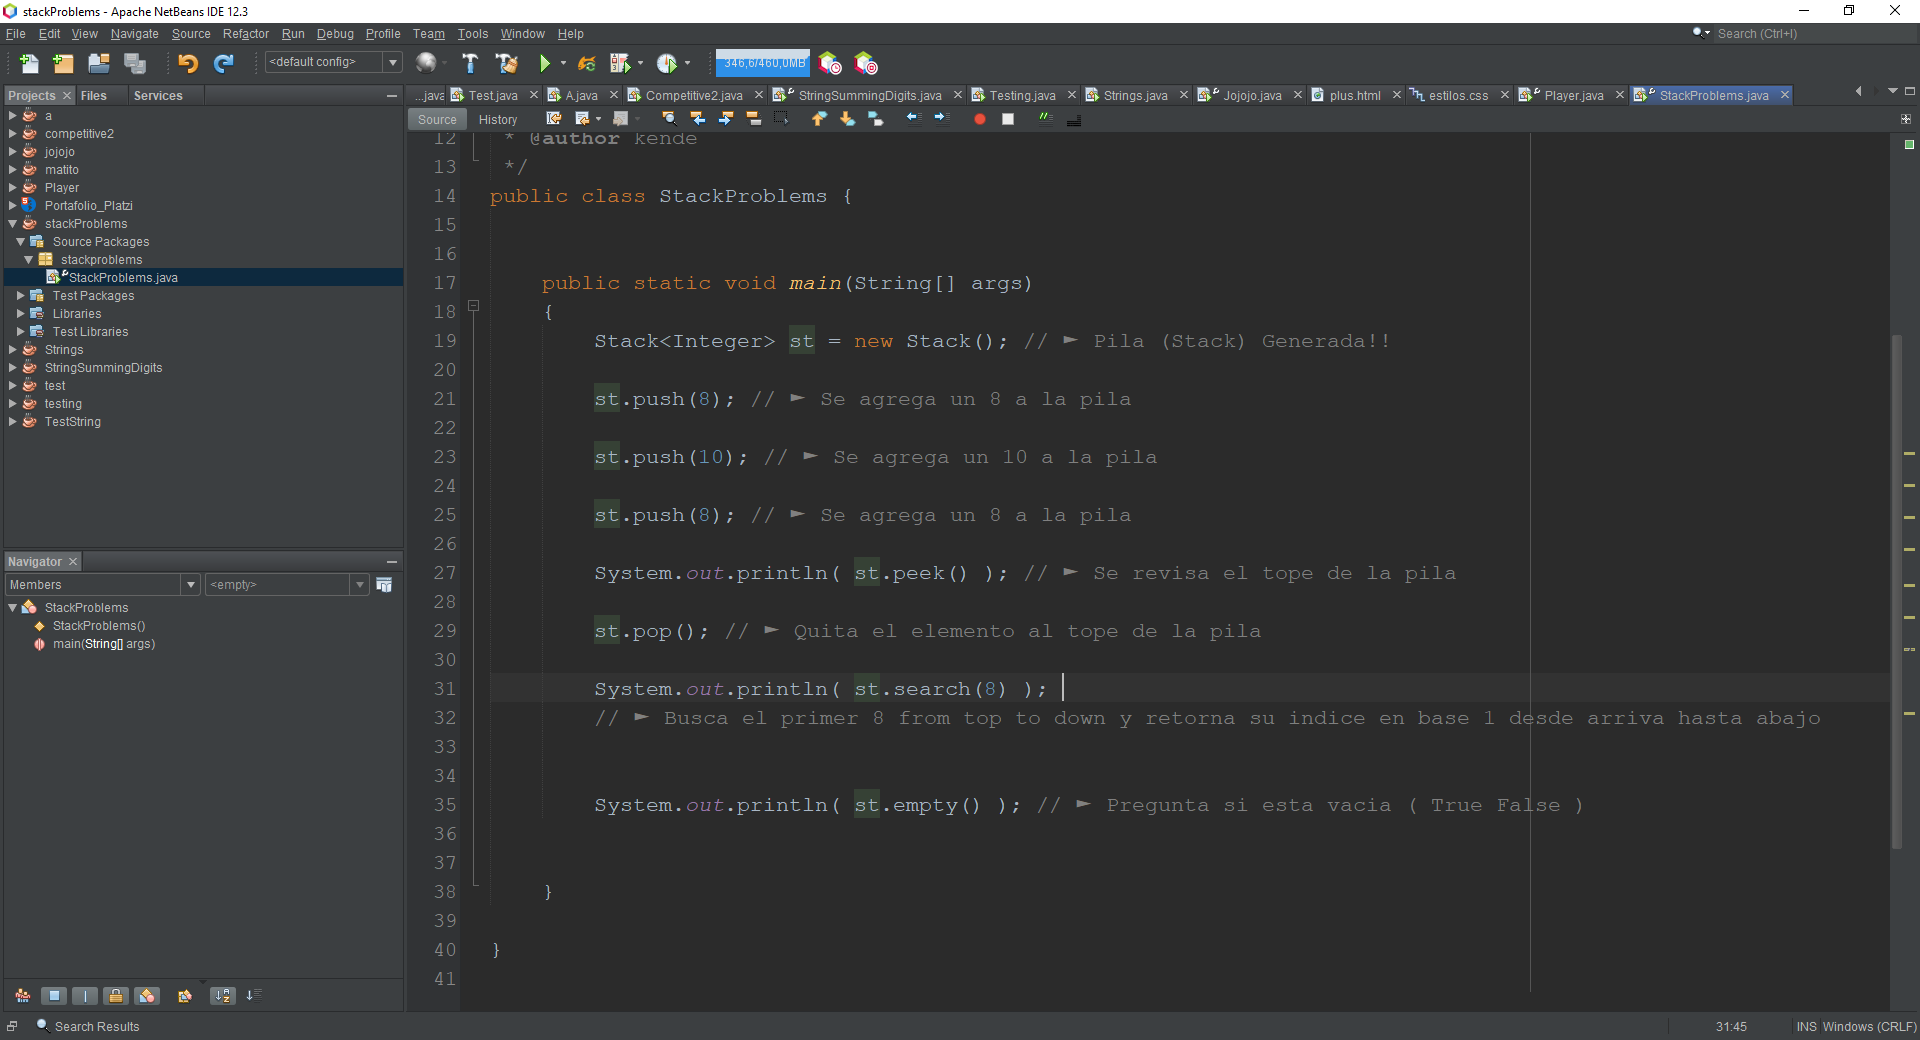 stackProblems - Apache NetBeans IDE 12.3
File Edit View Navigate Source Refactor Run Debug Profile Team Tools Window Help
Search (Ctrl+I)
<default config>
346,6/460,0MB
Projects Files Services
...java Test.java A.java Competitive2.java StringSummingDigits.java Testing.java Strings.java Jojojo.java plus.html estilos.css Player.java StackProblems.java
Source History
a
competitive2
jojojo
matito
Player
Portafolio_Platzi
stackProblems
Source Packages
stackproblems
StackProblems.java
Test Packages
Libraries
Test Libraries
Strings
StringSummingDigits
test
testing
TestString
Navigator
Members <empty>
StackProblems
StackProblems()
main(String[] args)
12 * @author kende
13 */
14 public class StackProblems {
15
16
17 public static void main(String[] args)
18 {
19 Stack<Integer> st = new Stack(); // ► Pila (Stack) Generada!!
20
21 st.push(8); // ► Se agrega un 8 a la pila
22
23 st.push(10); // ► Se agrega un 10 a la pila
24
25 st.push(8); // ► Se agrega un 8 a la pila
26
27 System.out.println( st.peek() ); // ► Se revisa el tope de la pila
28
29 st.pop(); // ► Quita el elemento al tope de la pila
30
31 System.out.println( st.search(8) );
32 // ► Busca el primer 8 from top to down y retorna su indice en base 1 desde arriva hasta abajo
33
34
35 System.out.println( st.empty() ); // ► Pregunta si esta vacia ( True False )
36
37
38 }
39
40 }
41
Search Results
31:45 INS Windows (CRLF)